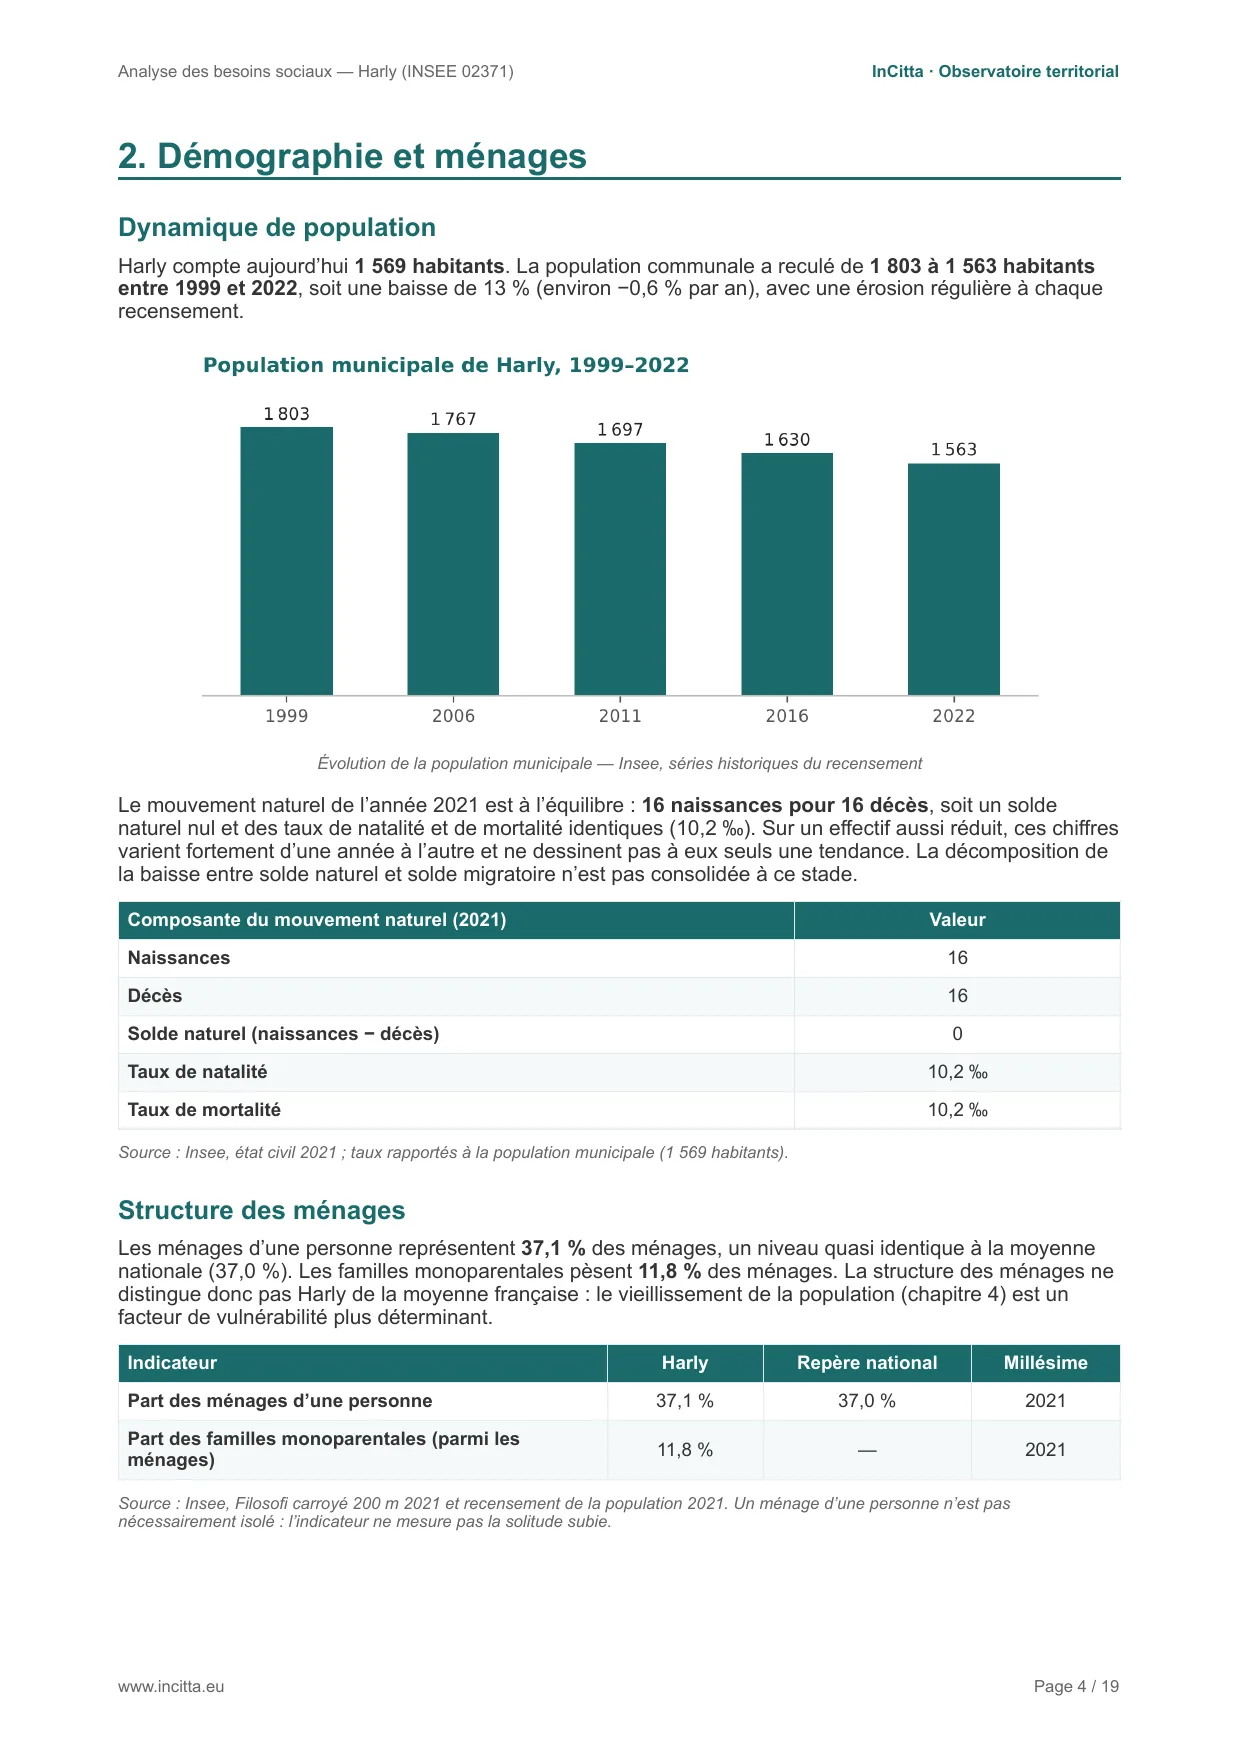 Analyse des besoins sociaux — Harly (INSEE 02371)
InCitta · Observatoire territorial
2. Démographie et ménages
Dynamique de population
Harly compte aujourd’hui 1 569 habitants. La population communale a reculé de 1 803 à 1 563 habitants
entre 1999 et 2022, soit une baisse de 13 % (environ −0,6 % par an), avec une érosion régulière à chaque
recensement.
Population municipale de Harly, 1999–2022
1 803
1 767
1 697
1 630
1 563
1999
2006
2011
2016
2022
Évolution de la population municipale — Insee, séries historiques du recensement
Le mouvement naturel de l’année 2021 est à l’équilibre : 16 naissances pour 16 décès, soit un solde
naturel nul et des taux de natalité et de mortalité identiques (10,2 ‰). Sur un effectif aussi réduit, ces chiffres
varient fortement d’une année à l’autre et ne dessinent pas à eux seuls une tendance. La décomposition de
la baisse entre solde naturel et solde migratoire n’est pas consolidée à ce stade.
Composante du mouvement naturel (2021) Valeur
Naissances 16
Décès 16
Solde naturel (naissances − décès) 0
Taux de natalité 10,2 ‰
Taux de mortalité 10,2 ‰
Source : Insee, état civil 2021 ; taux rapportés à la population municipale (1 569 habitants).
Structure des ménages
Les ménages d’une personne représentent 37,1 % des ménages, un niveau quasi identique à la moyenne
nationale (37,0 %). Les familles monoparentales pèsent 11,8 % des ménages. La structure des ménages ne
distingue donc pas Harly de la moyenne française : le vieillissement de la population (chapitre 4) est un
facteur de vulnérabilité plus déterminant.
Indicateur Harly Repère national Millésime
Part des ménages d’une personne 37,1 % 37,0 % 2021
Part des familles monoparentales (parmi les
ménages) 11,8 % — 2021
Source : Insee, Filosofi carroyé 200 m 2021 et recensement de la population 2021. Un ménage d’une personne n’est pas
nécessairement isolé : l’indicateur ne mesure pas la solitude subie.
www.incitta.eu
Page 4 / 19